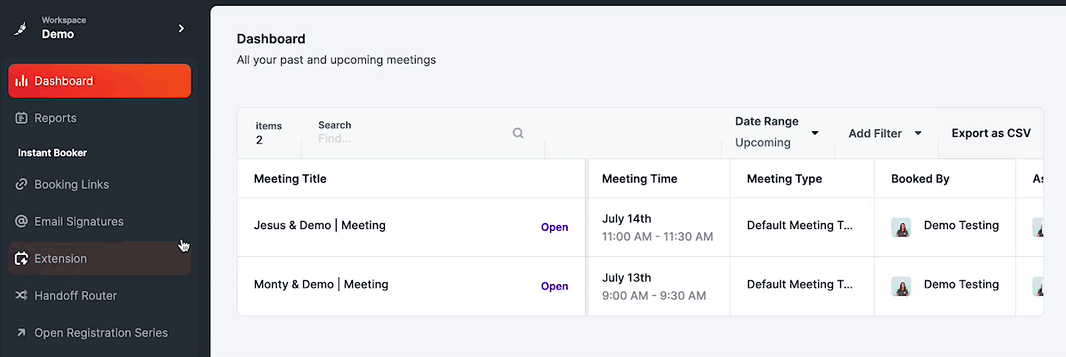 Workspace
Demo
Dashboard
Reports
Instant Booker
Booking Links
Email Signatures
Extension
Handoff Router
Open Registration Series
Dashboard
All your past and upcoming meetings
items
2
Search
Find...
Date Range
Upcoming
Add Filter
Export as CSV
Meeting Title
Meeting Time
Meeting Type
Booked By
Jesus & Demo | Meeting
Open
July 14th
11:00 AM - 11:30 AM
Default Meeting T...
Demo Testing
Monty & Demo | Meeting
Open
July 13th
9:00 AM - 9:30 AM
Default Meeting T...
Demo Testing